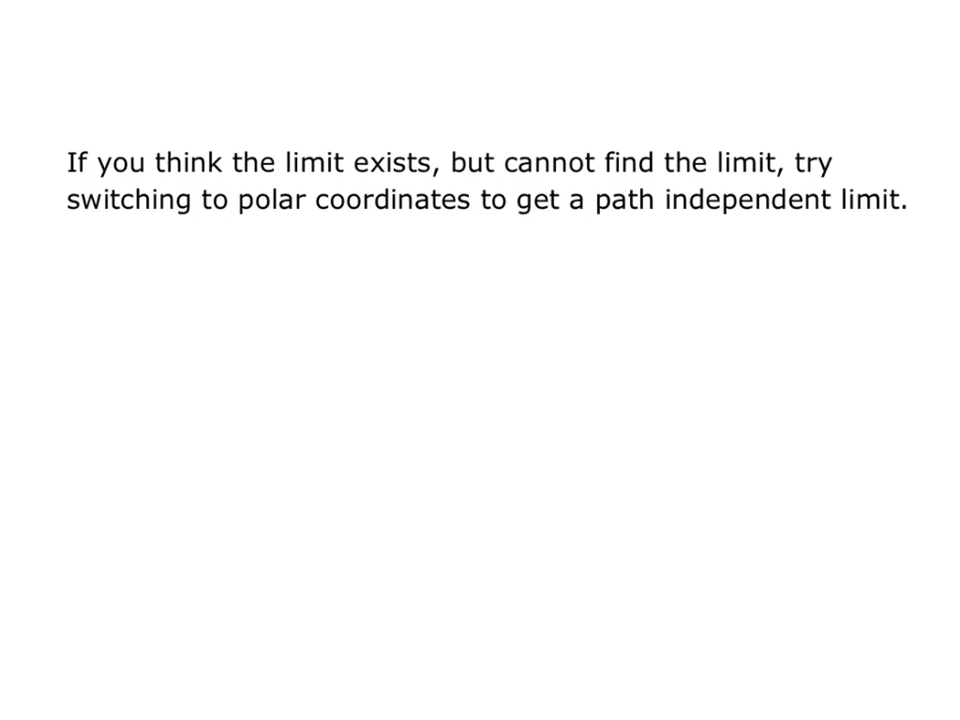 If you think the limit exists, but cannot find the limit, try
switching to polar coordinates to get a path independent limit.